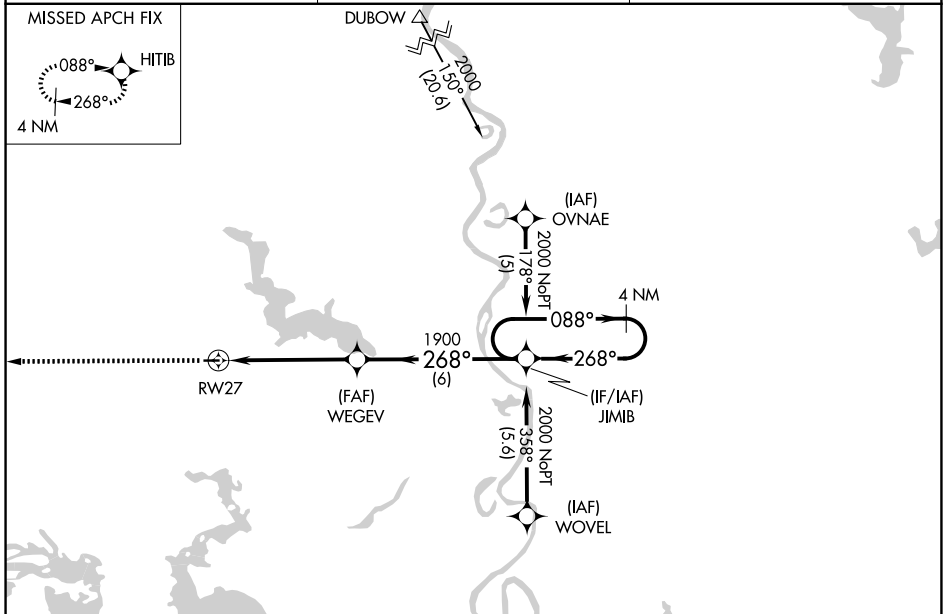 MISSED APCH FIX
HITIB
088°
268°
4 NM
DUBOW
2000
150°
(20.6)
(IAF)
OVNAE
2000 NoPT
178°
(5)
4 NM
088°
268°
1900
268°
(6)
RW27
(FAF)
WEGEV
(IF/IAF)
JIMIB
2000 NoPT
358°
(5.6)
(IAF)
WOVEL